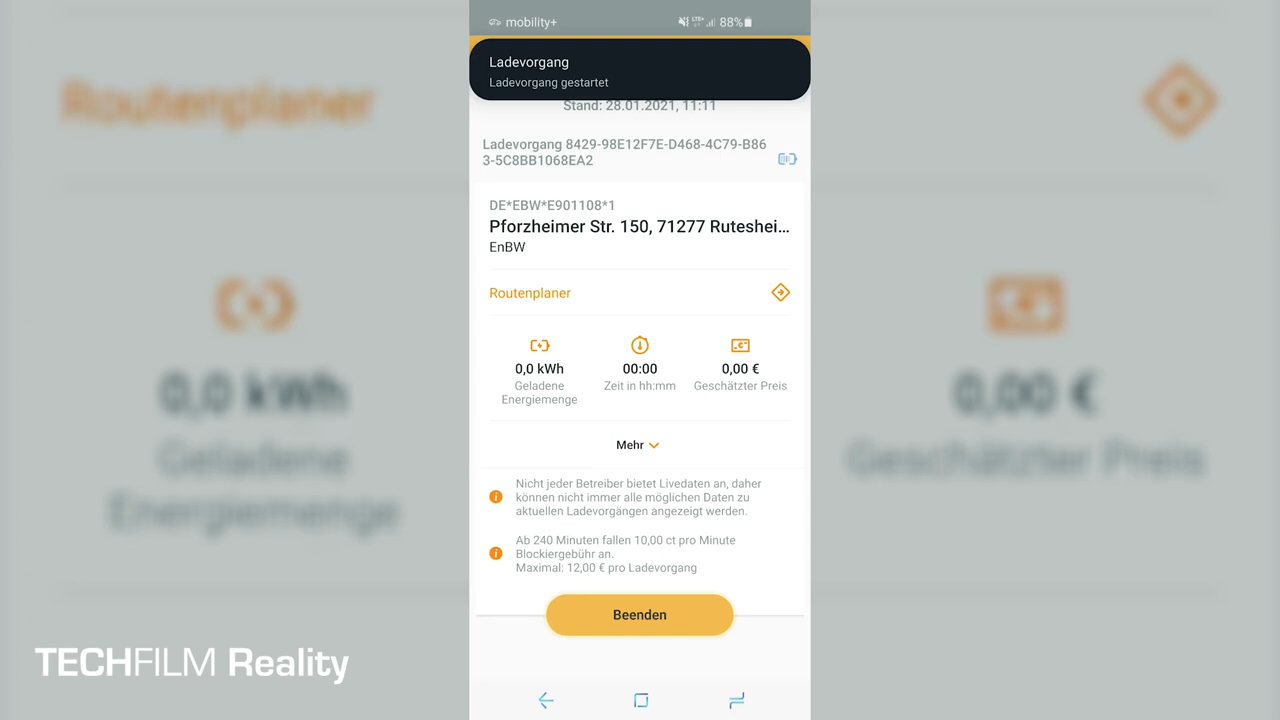 mobility+
LTE+
88%
Ladevorgang
Ladevorgang gestartet
Stand: 28.01.2021, 11:11
Ladevorgang 8429-98E12F7E-D468-4C79-B86
3-5C8BB1068EA2
DE*EBW*E901108*1
Pforzheimer Str. 150, 71277 Ruteshei...
EnBW
Routenplaner
0,0 kWh
Geladene
Energiemenge
00:00
Zeit in hh:mm
0,00 €
Geschätzter Preis
Mehr
Nicht jeder Betreiber bietet Livedaten an, daher
können nicht immer alle möglichen Daten zu
aktuellen Ladevorgängen angezeigt werden.
Ab 240 Minuten fallen 10,00 ct pro Minute
Blockiergebühr an.
Maximal: 12,00 € pro Ladevorgang
Beenden
Routenplaner
0,0 kWh
Geladene
Energiemenge
0,00 €
Geschätzter Preis
TECHFILM Reality